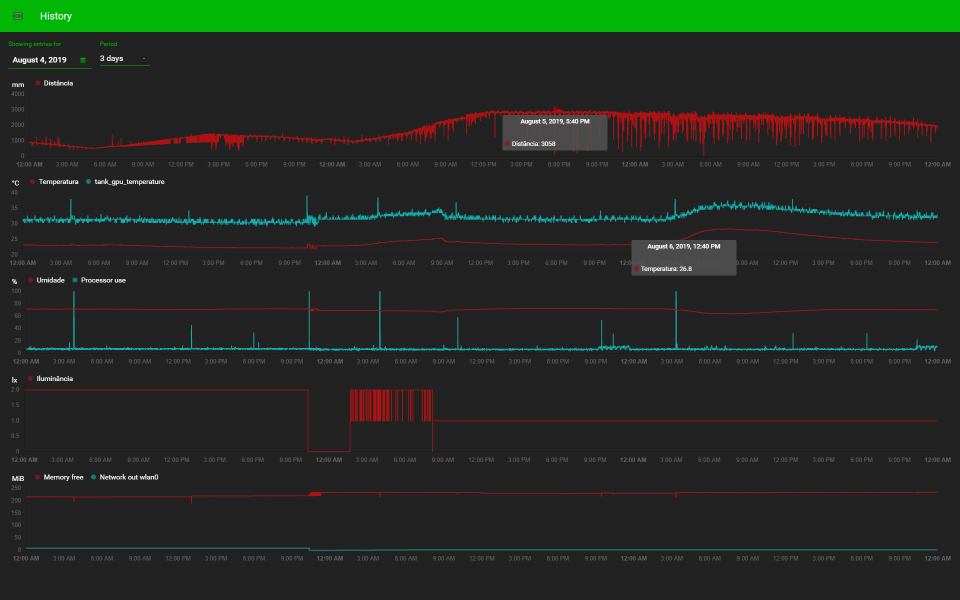 History
Showing entries for
Period
August 4, 2019
3 days
mm
Distância
4000
3000
2000
1000
0
August 5, 2019, 5:40 PM
Distância: 3058
12:00 AM 3:00 AM 6:00 AM 9:00 AM 12:00 PM 3:00 PM 6:00 PM 9:00 PM 12:00 AM 3:00 AM 6:00 AM 9:00 AM 12:00 PM 3:00 PM 6:00 PM 9:00 PM 12:00 AM 3:00 AM 6:00 AM 9:00 AM 12:00 PM 3:00 PM 6:00 PM 9:00 PM 12:00 AM
°C
Temperatura
tank_gpu_temperature
40
35
30
25
20
August 6, 2019, 12:40 PM
Temperatura: 26.8
12:00 AM 3:00 AM 6:00 AM 9:00 AM 12:00 PM 3:00 PM 6:00 PM 9:00 PM 12:00 AM 3:00 AM 6:00 AM 9:00 AM 12:00 PM 3:00 PM 6:00 PM 9:00 PM 12:00 AM 3:00 PM 6:00 PM 9:00 PM 12:00 AM
%
Umidade
Processor use
100
80
60
40
20
0
12:00 AM 3:00 AM 6:00 AM 9:00 AM 12:00 PM 3:00 PM 6:00 PM 9:00 PM 12:00 AM 3:00 AM 6:00 AM 9:00 AM 12:00 PM 3:00 PM 6:00 PM 9:00 PM 12:00 AM 3:00 AM 6:00 AM 9:00 AM 12:00 PM 3:00 PM 6:00 PM 9:00 PM 12:00 AM
lx
Iluminância
2.0
1.5
1.0
0.5
0
12:00 AM 3:00 AM 6:00 AM 9:00 AM 12:00 PM 3:00 PM 6:00 PM 9:00 PM 12:00 AM 3:00 AM 6:00 AM 9:00 AM 12:00 PM 3:00 PM 6:00 PM 9:00 PM 12:00 AM 3:00 AM 6:00 AM 9:00 AM 12:00 PM 3:00 PM 6:00 PM 9:00 PM 12:00 AM
MiB
Memory free
Network out wlan0
250
200
150
100
50
0
12:00 AM 3:00 AM 6:00 AM 9:00 AM 12:00 PM 3:00 PM 6:00 PM 9:00 PM 12:00 AM 3:00 AM 6:00 AM 9:00 AM 12:00 PM 3:00 PM 6:00 PM 9:00 PM 12:00 AM 3:00 AM 6:00 AM 9:00 AM 12:00 PM 3:00 PM 6:00 PM 9:00 PM 12:00 AM